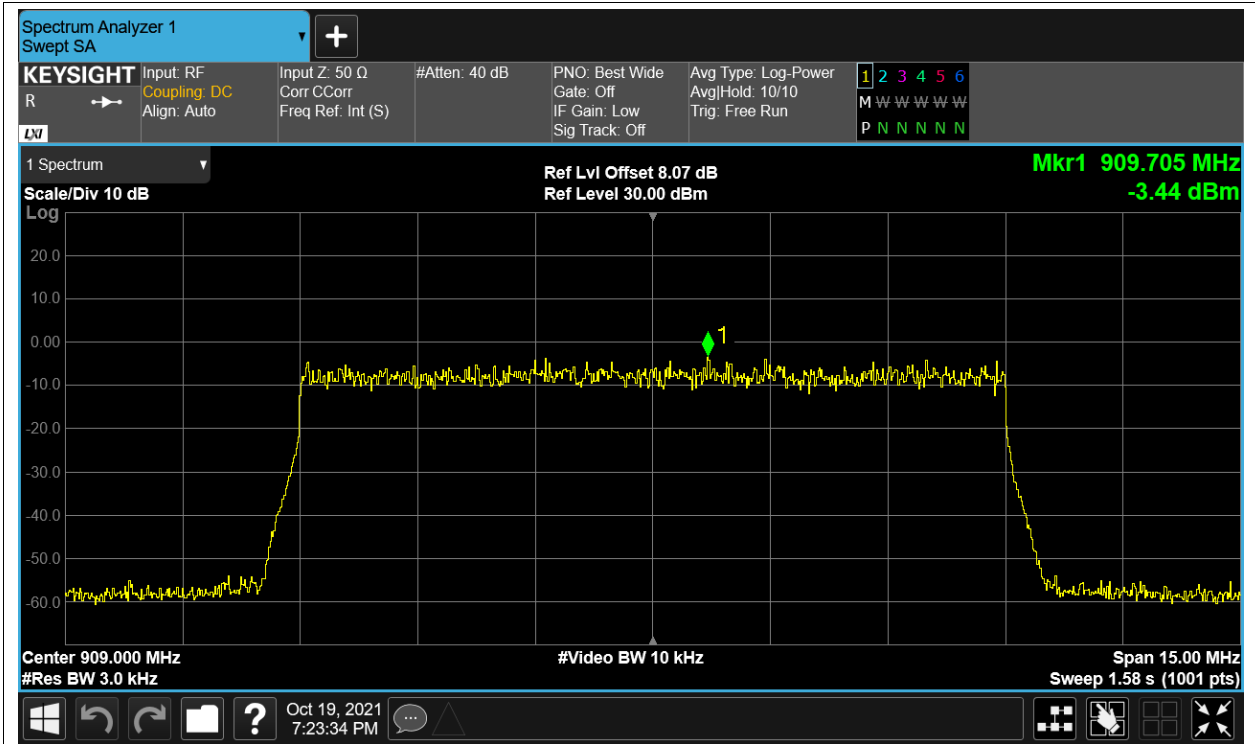 Spectrum Analyzer 1
Swept SA
KEYSIGHT
R
LXI
Input: RF
Coupling: DC
Align: Auto
Input Z: 50 Ω
Corr CCorr
Freq Ref: Int (S)
#Atten: 40 dB
PNO: Best Wide
Gate: Off
IF Gain: Low
Sig Track: Off
Avg Type: Log-Power
Avg|Hold: 10/10
Trig: Free Run
1 2 3 4 5 6
M W W W W W
P N N N N N
1 Spectrum
Scale/Div 10 dB
Log
Ref Lvl Offset 8.07 dB
Ref Level 30.00 dBm
Mkr1 909.705 MHz
-3.44 dBm
20.0
10.0
0.00
1
-10.0
-20.0
-30.0
-40.0
-50.0
-60.0
Center 909.000 MHz
#Res BW 3.0 kHz
#Video BW 10 kHz
Span 15.00 MHz
Sweep 1.58 s (1001 pts)
?
Oct 19, 2021
7:23:34 PM